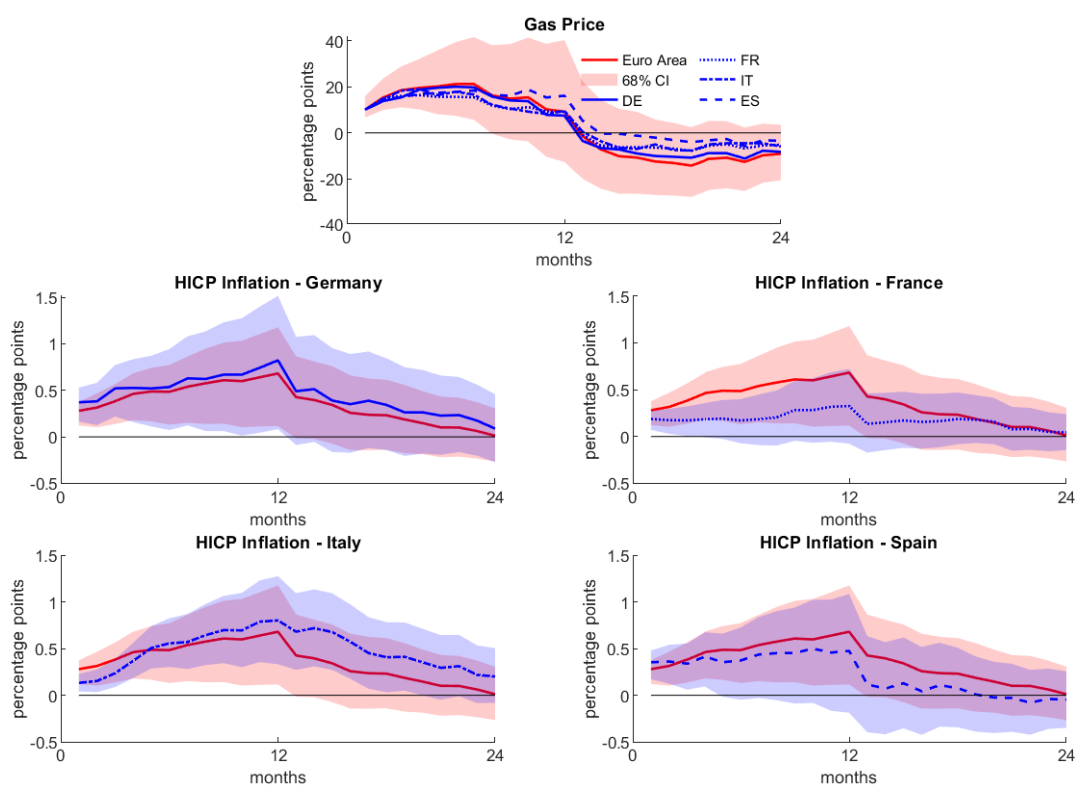 Gas Price
percentage points
40
20
0
-20
-40
0
12
24
months
Euro Area
68% CI
DE
FR
IT
ES
HICP Inflation - Germany
percentage points
1.5
1
0.5
0
-0.5
0
12
24
months
HICP Inflation - France
percentage points
1.5
1
0.5
0
-0.5
0
12
24
months
HICP Inflation - Italy
percentage points
1.5
1
0.5
0
-0.5
0
12
24
months
HICP Inflation - Spain
percentage points
1.5
1
0.5
0
-0.5
0
12
24
months